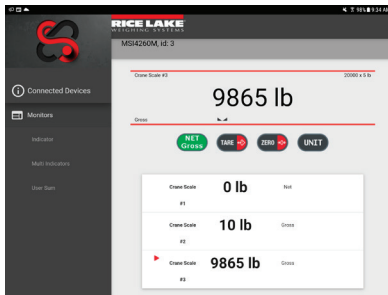 98% 9:34 AM
RICE LAKE
WEIGHING SYSTEMS
MSI4260M, id: 3
Connected Devices
Monitors
Indicator
Multi Indicators
User Sum
Crane Scale #3
20000 x 5 lb
9865 lb
Gross
NET
Gross
TARE
ZERO
UNIT
Crane Scale
#1
0 lb
Net
Crane Scale
#2
10 lb
Gross
Crane Scale
#3
9865 lb
Gross